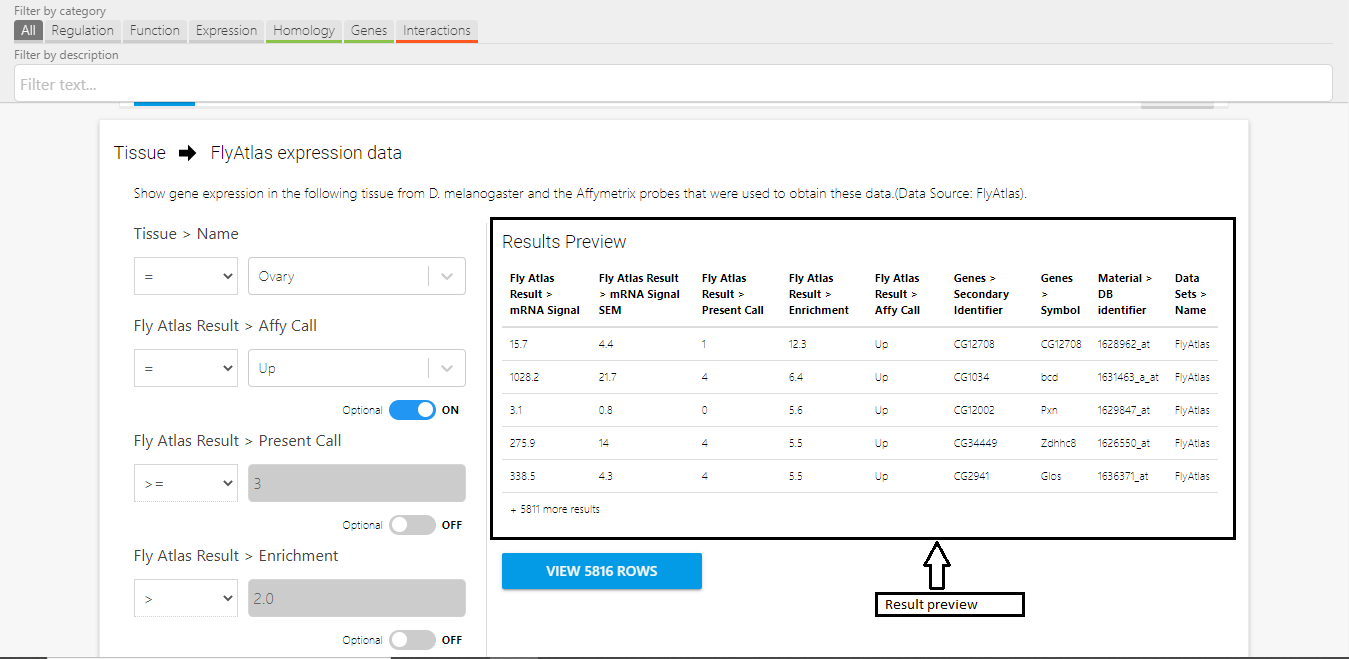 Filter by category
All Regulation Function Expression Homology Genes Interactions
Filter by description
Filter text...
Tissue FlyAtlas expression data
Show gene expression in the following tissue from D. melanogaster and the Affymetrix probes that were used to obtain these data.(Data Source: FlyAtlas).
Tissue > Name
= Ovary
Fly Atlas Result > Affy Call
= Up
Optional ON
Fly Atlas Result > Present Call
>= 3
Optional OFF
Fly Atlas Result > Enrichment
> 2.0
Optional OFF
Results Preview
Fly Atlas Fly Atlas Result Fly Atlas Fly Atlas Fly Atlas Genes > Genes Material > Data
Result > > mRNA Signal Result > Result > Result > Secondary > DB Sets >
mRNA Signal SEM Present Call Enrichment Affy Call Identifier Symbol identifier Name
15.7 4.4 1 12.3 Up CG12708 CG12708 1628962_at FlyAtlas
1028.2 21.7 4 6.4 Up CG1034 bcd 1631463_a_at FlyAtlas
3.1 0.8 0 5.6 Up CG12002 Pxn 1629847_at FlyAtlas
275.9 14 4 5.5 Up CG34449 Zdhhc8 1626550_at FlyAtlas
338.5 4.3 4 5.5 Up CG2941 Glos 1636371_at FlyAtlas
+ 5811 more results
VIEW 5816 ROWS
Result preview